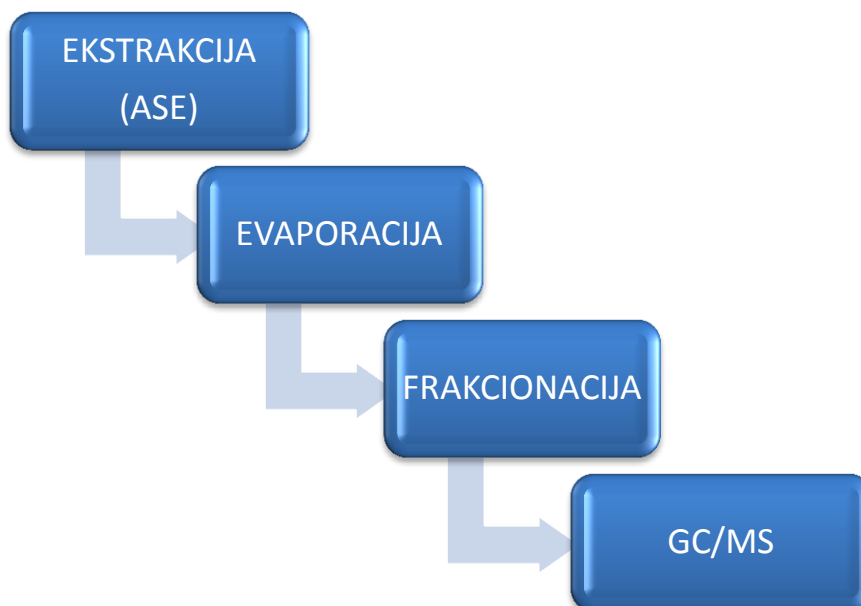 EKSTRAKCIJA
(ASE)
EVAPORACIJA
FRAKCIONACIJA
GC/MS